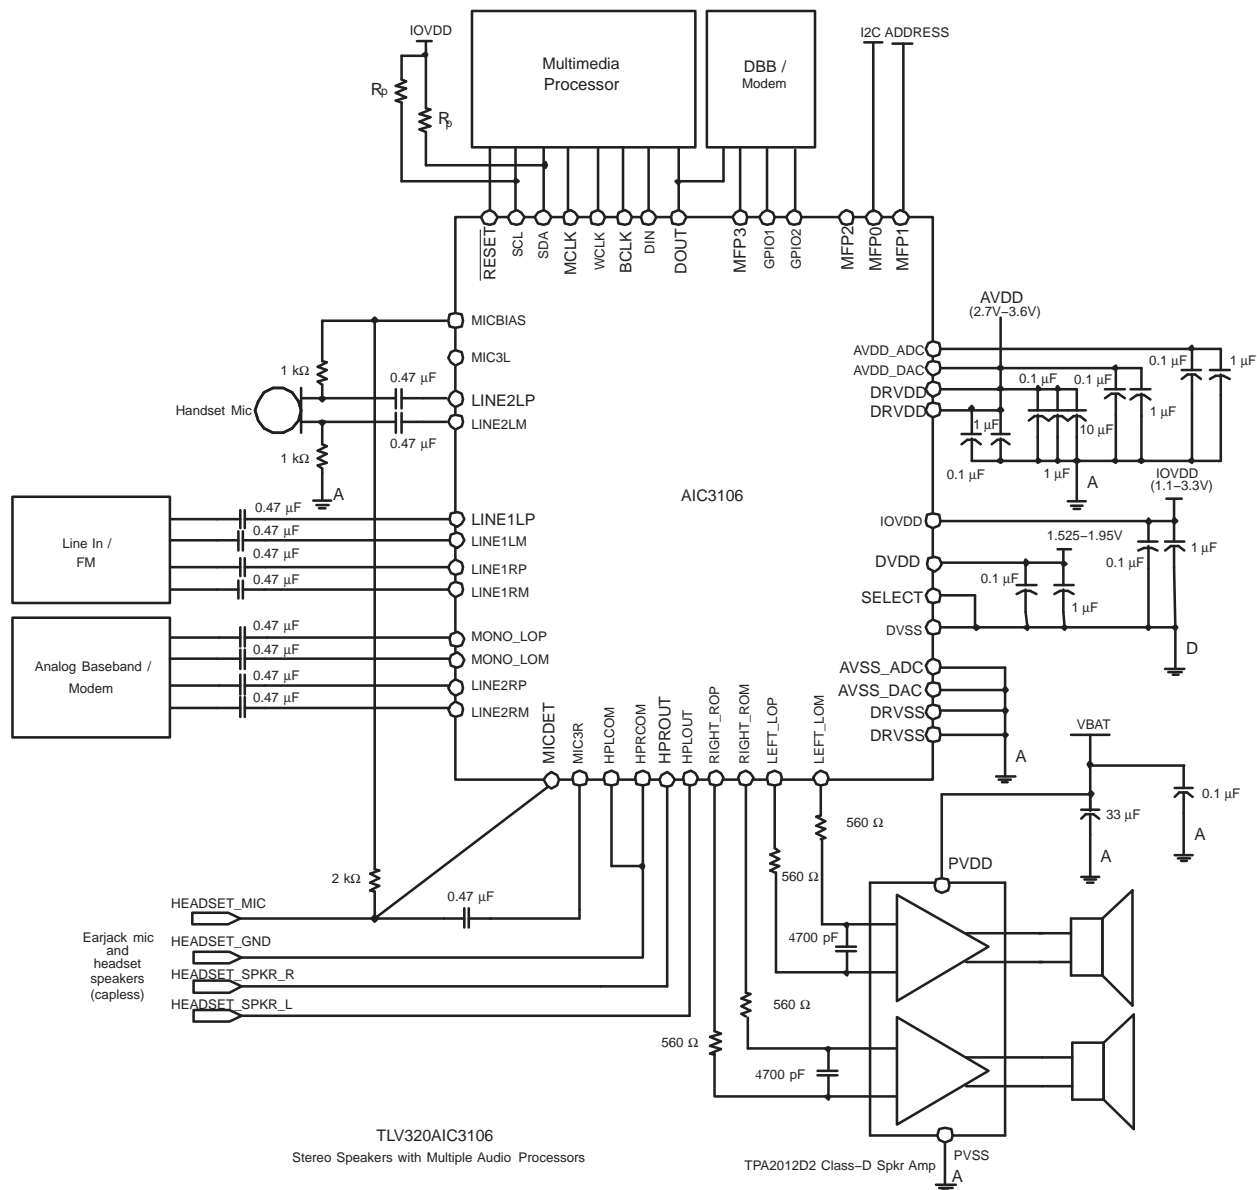 IOVDD
Rp
Rp
Multimedia
Processor
DBB /
Modem
I2C ADDRESS
RESET
SCL
SDA
MCLK
WCLK
BCLK
DIN
DOUT
MFP3
GPIO1
GPIO2
MFP2
MFP0
MFP1
MICBIAS
MIC3L
LINE2LP
LINE2LM
1 kΩ
0.47 µF
Handset Mic
0.47 µF
1 kΩ
A
AVDD
(2.7V–3.6V)
AVDD_ADC
AVDD_DAC
DRVDD
DRVDD
0.1 µF
1 µF
0.1 µF
0.1 µF
1 µF
1 µF
10 µF
0.1 µF
1 µF
A
AIC3106
IOVDD
(1.1–3.3V)
Line In /
FM
0.47 µF
0.47 µF
0.47 µF
0.47 µF
LINE1LP
LINE1LM
LINE1RP
LINE1RM
IOVDD
DVDD
SELECT
DVSS
1.525–1.95V
0.1 µF
1 µF
0.1 µF
1 µF
D
Analog Baseband /
Modem
0.47 µF
0.47 µF
0.47 µF
0.47 µF
MONO_LOP
MONO_LOM
LINE2RP
LINE2RM
AVSS_ADC
AVSS_DAC
DRVSS
DRVSS
A
MICDET
MIC3R
HPLCOM
HPRCOM
HPROUT
HPLOUT
RIGHT_ROP
RIGHT_ROM
LEFT_LOP
LEFT_LOM
VBAT
33 µF
0.1 µF
A
A
560 Ω
560 Ω
PVDD
2 kΩ
0.47 µF
HEADSET_MIC
HEADSET_GND
HEADSET_SPKR_R
HEADSET_SPKR_L
Earjack mic
and
headset
speakers
(capless)
4700 pF
560 Ω
560 Ω
4700 pF
TLV320AIC3106
Stereo Speakers with Multiple Audio Processors
TPA2012D2 Class–D Spkr Amp
PVSS
A